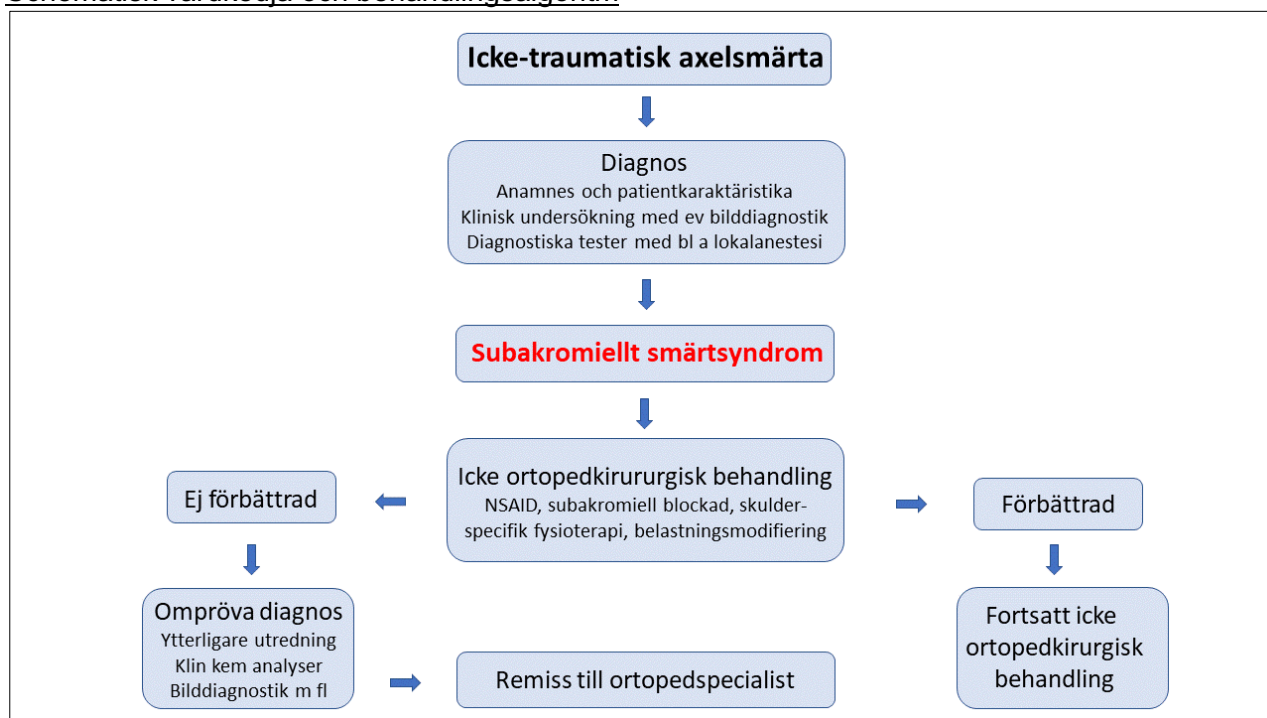 Icke-traumatisk axelsmärta
Diagnos
Anamnes och patientkaraktäristika
Klinisk undersökning med ev bilddiagnostik
Diagnostiska tester med bl a lokalanestesi
Subakromiellt smärtsyndrom
Icke ortopedkirururgisk behandling
NSAID, subakromiell blockad, skulder-
specifik fysioterapi, belastningsmodifiering
Ej förbättrad
Förbättrad
Ompröva diagnos
Ytterligare utredning
Klin kem analyser
Bilddiagnostik m fl
Remiss till ortopedspecialist
Fortsatt icke
ortopedkirurgisk
behandling